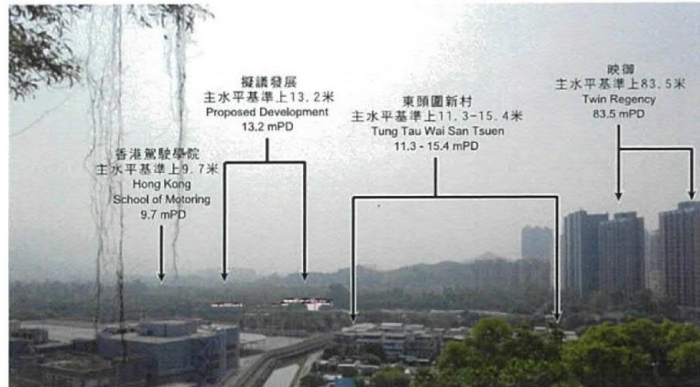 擬議發展
主水平基準上13.2米
Proposed Development
13.2 mPD
東頭圍新村
主水平基準上11.3-15.4米
Tung Tau Wai San Tsuen
11.3 - 15.4 mPD
映御
主水平基準上83.5米
Twin Regency
83.5 mPD
香港駕駛學院
主水平基準上9.7米
Hong Kong
School of Motoring
9.7 mPD